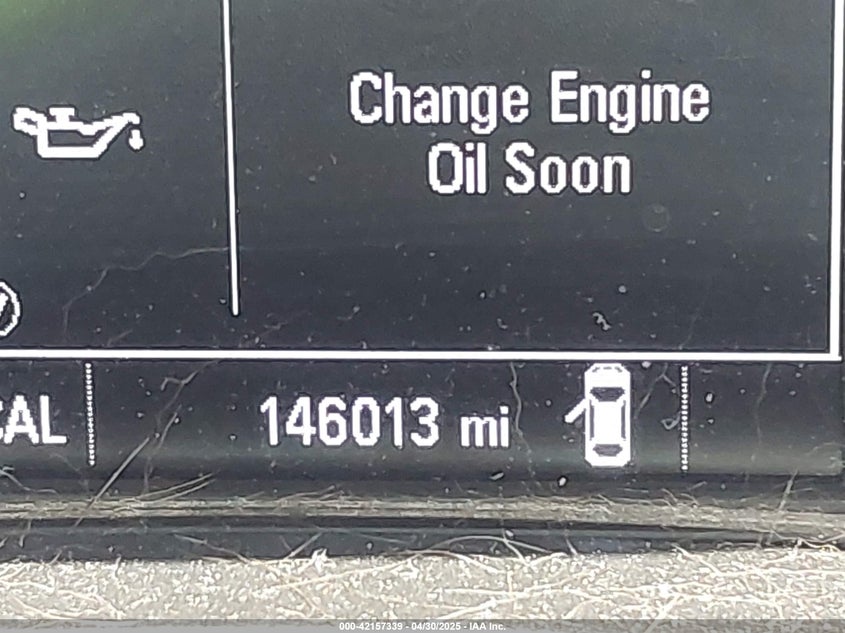 Change Engine
Oil Soon
CAL
146013 mi
000-42157339 - 04/30/2025 - IAA Inc.